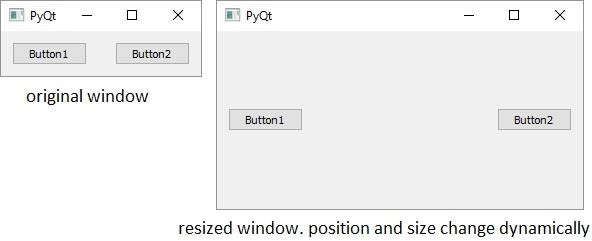 PyQt
Button1
Button2
original window
PyQt
Button1
Button2
resized window. position and size change dynamically